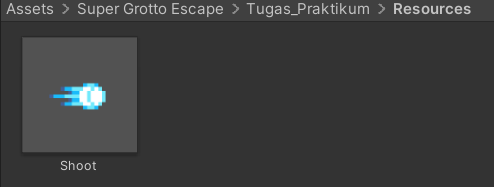 Assets > Super Grotto Escape > Tugas_Praktikum > Resources
Shoot